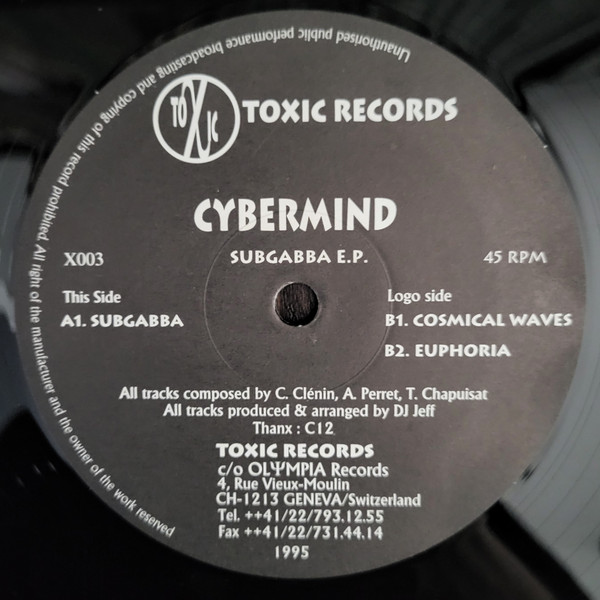 Unauthorised public performance broadcasting and copying of this record prohibited. All right of the manufacturer and the owner of the work reserved
TOXIC
TOXIC RECORDS
CYBERMIND
X003
SUBGABBA E.P.
45 RPM
This Side
A1. SUBGABBA
Logo side
B1. COSMICAL WAVES
B2. EUPHORIA
All tracks composed by C. Clénin, A. Perret, T. Chapuisat
All tracks produced & arranged by DJ Jeff
Thanx : C12
TOXIC RECORDS
c/o OLYMPIA Records
4, Rue Vieux-Moulin
CH-1213 GENEVA/Switzerland
Tel. ++41/22/793.12.55
Fax ++41/22/731.44.14
1995